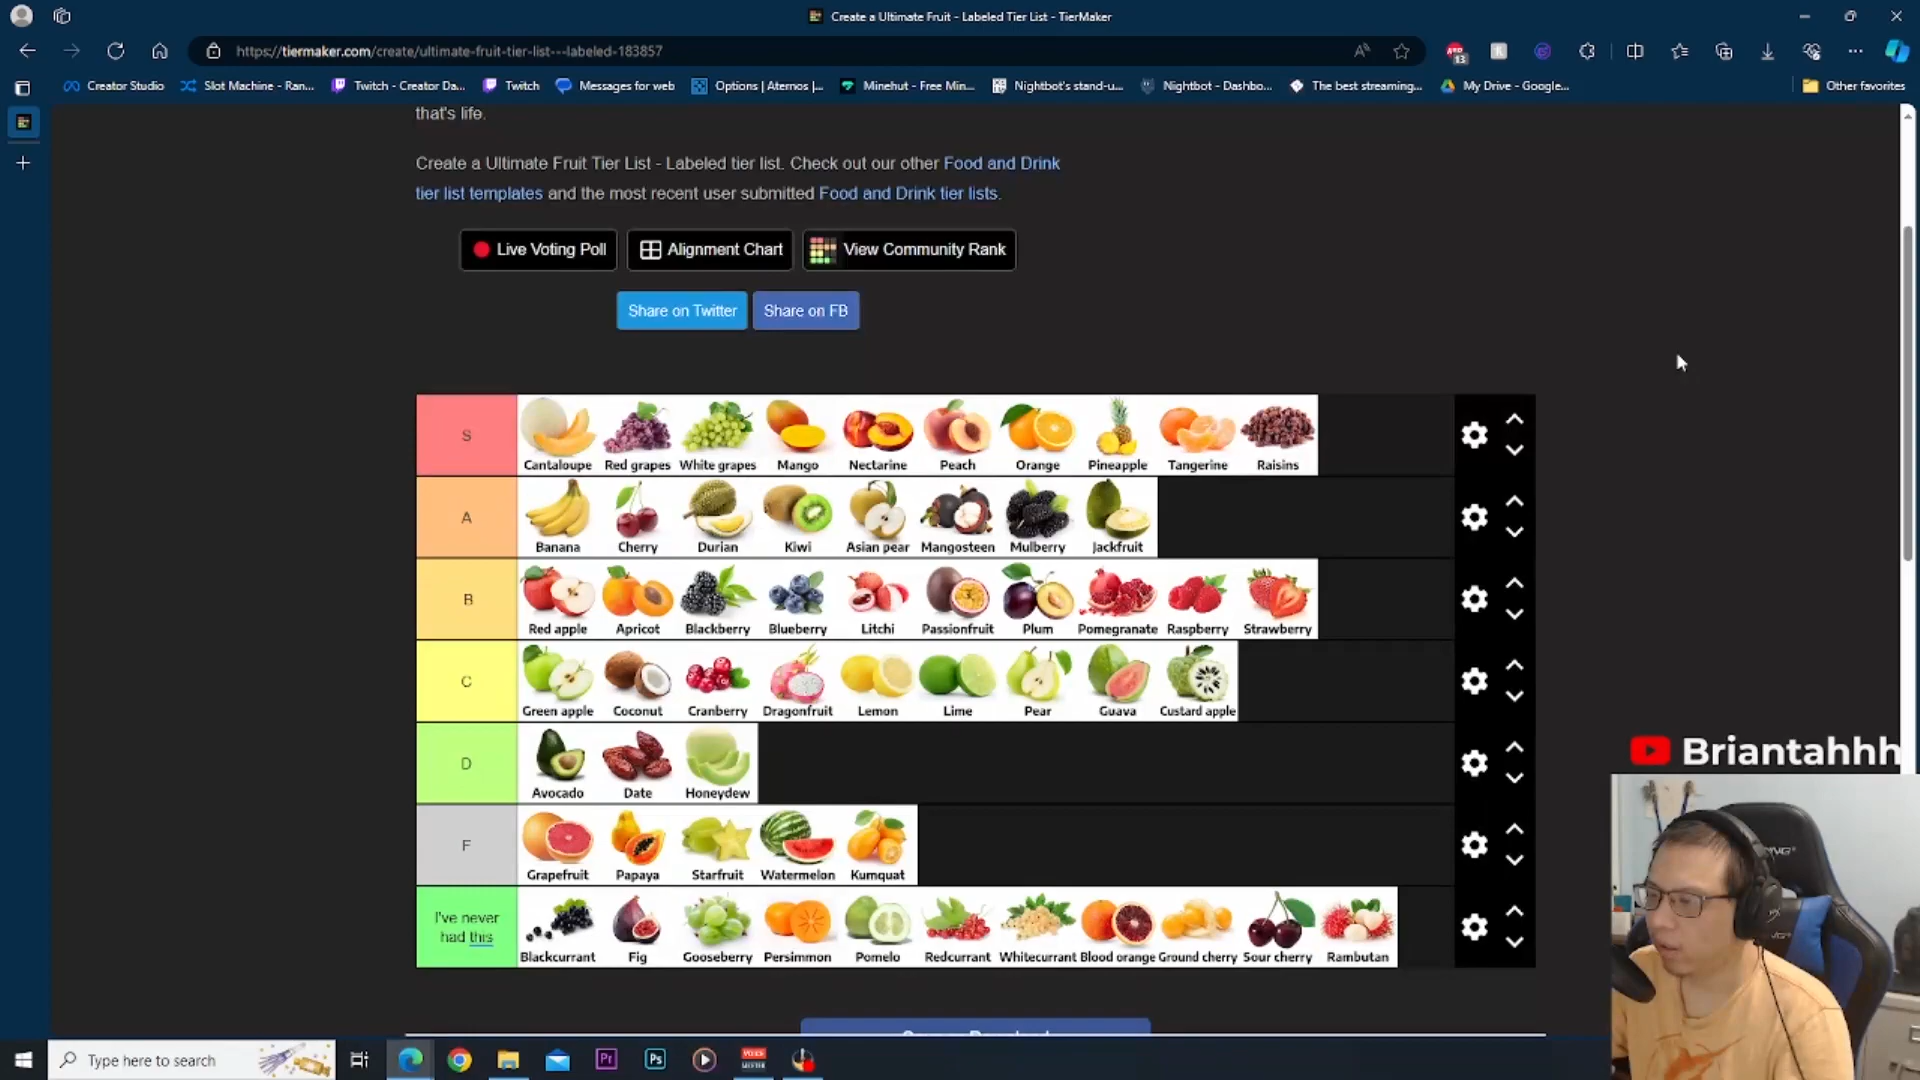 Create a Ultimate Fruit - Labeled Tier List - TierMaker
https://tiermaker.com/create/ultimate-fruit-tier-list---labeled-183857
Creator Studio
Slot Machine - Ran...
Twitch - Creator Da...
Twitch
Messages for web
Options | Aternos |...
Minehut - Free Min...
Nightbot's stand-u...
Nightbot - Dashbo...
The best streaming...
My Drive - Google...
Other favorites
that's life.
Create a Ultimate Fruit Tier List - Labeled tier list. Check out our other Food and Drink
tier list templates and the most recent user submitted Food and Drink tier lists.
Live Voting Poll
Alignment Chart
View Community Rank
Share on Twitter
Share on FB
S
Cantaloupe Red grapes White grapes Mango Nectarine Peach Orange Pineapple Tangerine Raisins
A
Banana Cherry Durian Kiwi Asian pear Mangosteen Mulberry Jackfruit
B
Red apple Apricot Blackberry Blueberry Litchi Passionfruit Plum Pomegranate Raspberry Strawberry
C
Green apple Coconut Cranberry Dragonfruit Lemon Lime Pear Guava Custard apple
D
Avocado Date Honeydew
F
Grapefruit Papaya Starfruit Watermelon Kumquat
I've never
had this
Blackcurrant Fig Gooseberry Persimmon Pomelo Redcurrant Whitecurrant Blood orange Ground cherry Sour cherry Rambutan
Briantahhh
Type here to search
Pr
Ps